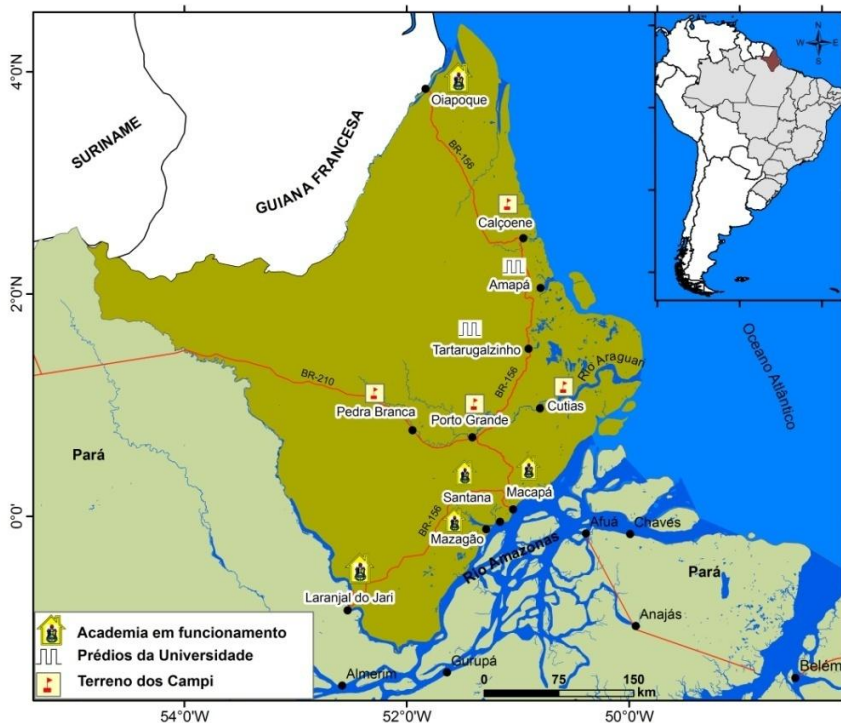 4°0'N
2°0'N
0°0'
SURINAME
GUIANA FRANCESA
Oiapoque
BR-156
Calçoene
Amapá
Tartarugalzinho
Rio Araguari
BR-210
BR-156
Pedra Branca
Porto Grande
Cutias
Pará
Santana
Macapá
BR-156
Mazagão
Laranjal do Jari
Rio Amazonas
Afuá
Chavés
Pará
Anajás
Belém
Almerim
Gurupá
Oceano Atlântico
N
W
E
S
Academia em funcionamento
Prédios da Universidade
Terreno dos Campi
0 75 150
km
54°0'W 52°0'W 50°0'W